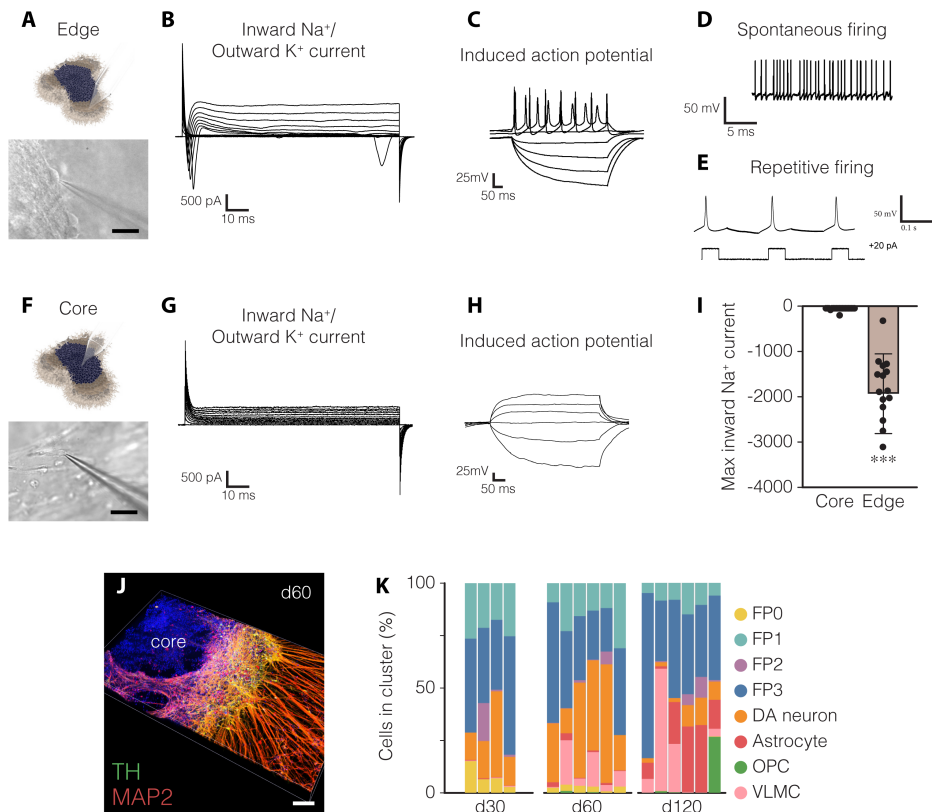 A
Edge
B
Inward Na⁺/
Outward K⁺ current
500 pA
10 ms
C
Induced action potential
25mV
50 ms
D
Spontaneous firing
50 mV
5 ms
E
Repetitive firing
50 mV
0.1 s
+20 pA
F
Core
G
Inward Na⁺/
Outward K⁺ current
500 pA
10 ms
H
Induced action potential
25mV
50 ms
I
Max inward Na⁺ current
0
-1000
-2000
-3000
-4000
***
Core Edge
J
d60
core
TH
MAP2
K
Cells in cluster (%)
100
50
0
d30 d60 d120
FP0
FP1
FP2
FP3
DA neuron
Astrocyte
OPC
VLMC